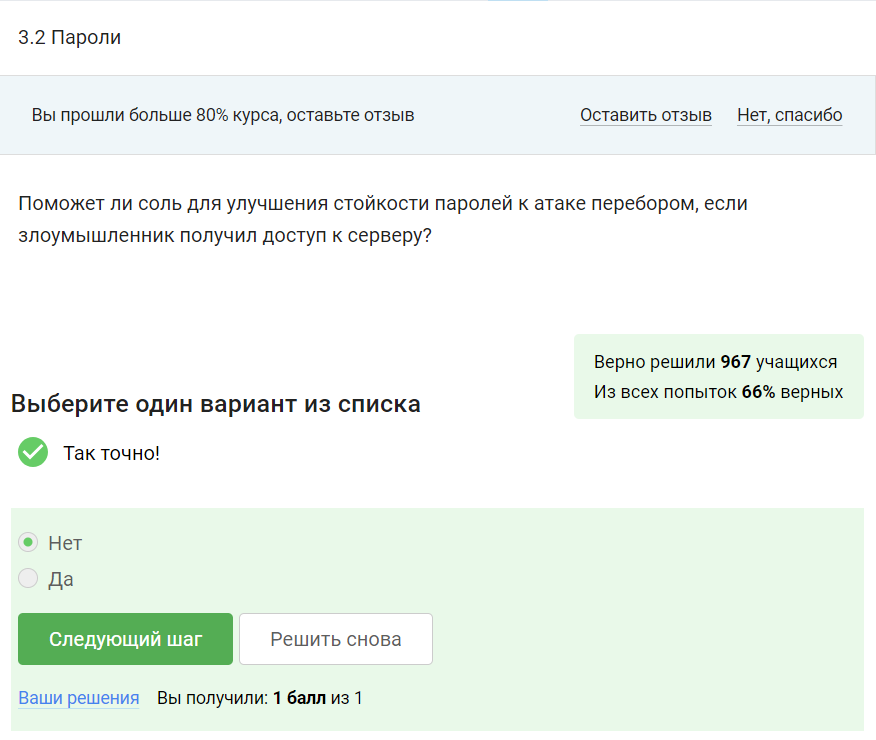 3.2 Пароли
Вы прошли больше 80% курса, оставьте отзыв
Оставить отзыв
Нет, спасибо
Поможет ли соль для улучшения стойкости паролей к атаке перебором, если
злоумышленник получил доступ к серверу?
Верно решили 967 учащихся
Из всех попыток 66% верных
Выберите один вариант из списка
Так точно!
Нет
Да
Следующий шаг
Решить снова
Ваши решения
Вы получили: 1 балл из 1